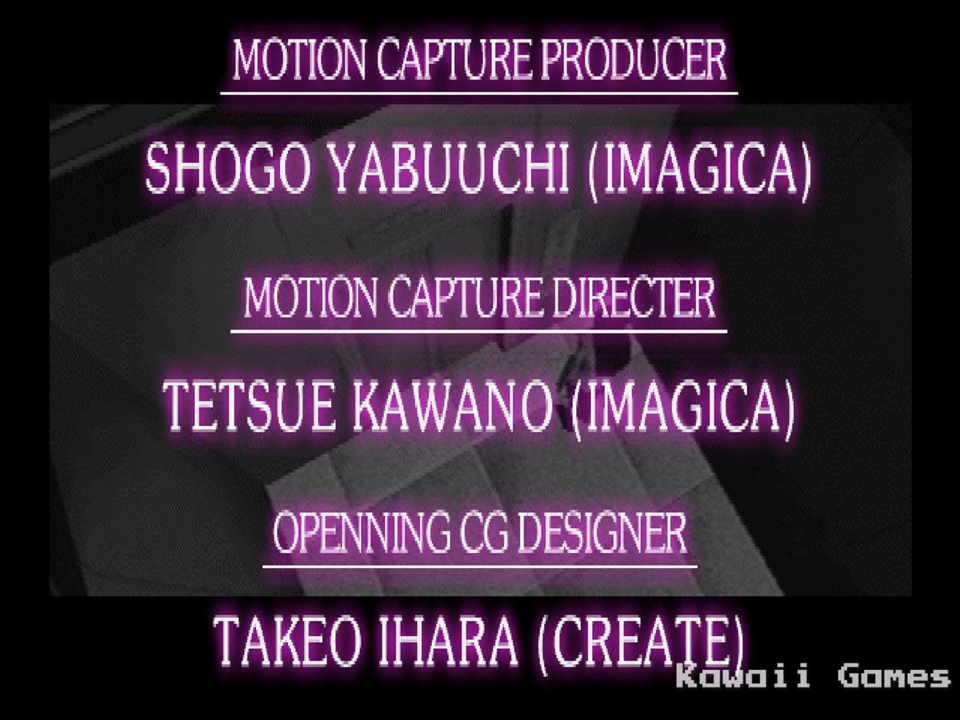 MOTION CAPTURE PRODUCER
SHOGO YABUUCHI (IMAGICA)
MOTION CAPTURE DIRECTER
TETSUE KAWANO (IMAGICA)
OPENNING CG DESIGNER
TAKEO IHARA (CREATE)
Kawaii Games